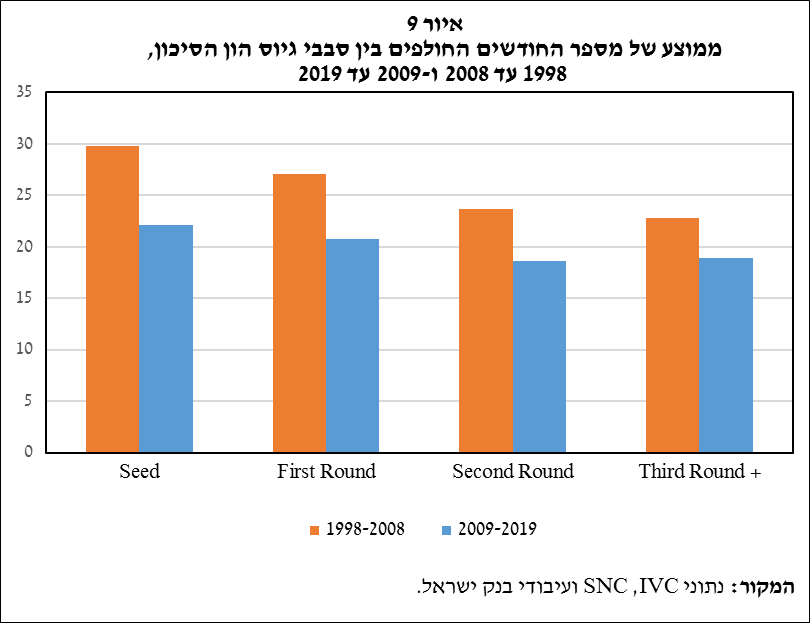 איור 9
ממוצע של מספר החודשים החולפים בין סבבי גיוס הון הסיכון,
1998 עד 2008 ו-2009 עד 2019
35
30
25
20
15
10
5
0
Seed First Round Second Round Third Round +
1998-2008 2009-2019
המקור: נתוני SNC ,IVC ועיבודי בנק ישראל.